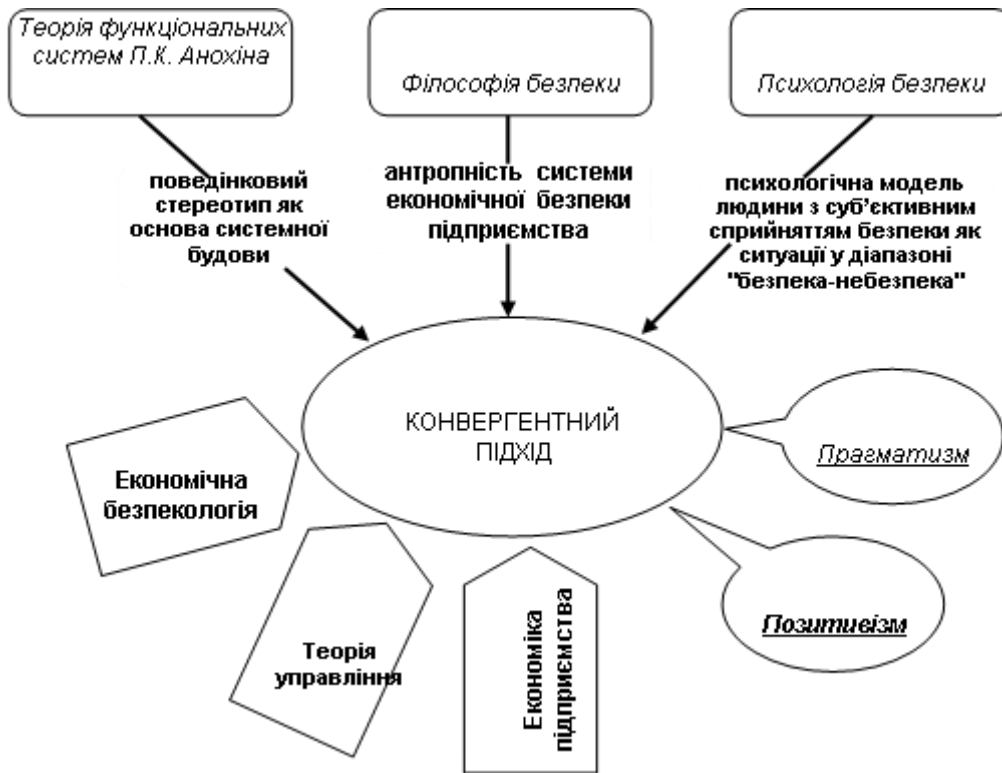 Теорія функціональних
систем П.К. Анохіна
Філософія безпеки
Психологія безпеки
поведінковий
стереотип як
основа системної
будови
антропність системи
економічної безпеки
підприємства
психологічна модель
людини з суб’єктивним
сприйняттям безпеки як
ситуації у діапазоні
"безпека-небезпека"
КОНВЕРГЕНТНИЙ
ПІДХІД
Прагматизм
Економічна
безпекологія
Позитивізм
Теорія
управління
Економіка
підприємства